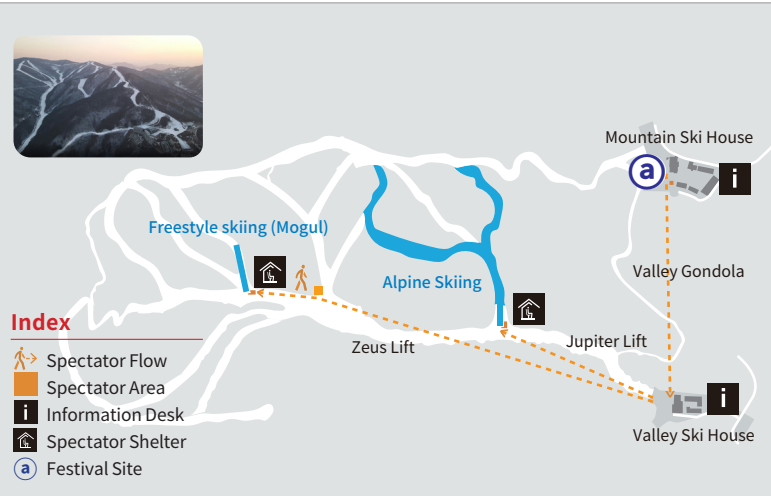 Mountain Ski House
a
i
Freestyle skiing (Mogul)
Valley Gondola
Alpine Skiing
Zeus Lift
Jupiter Lift
i
Valley Ski House
Index
Spectator Flow
Spectator Area
i Information Desk
Spectator Shelter
a Festival Site